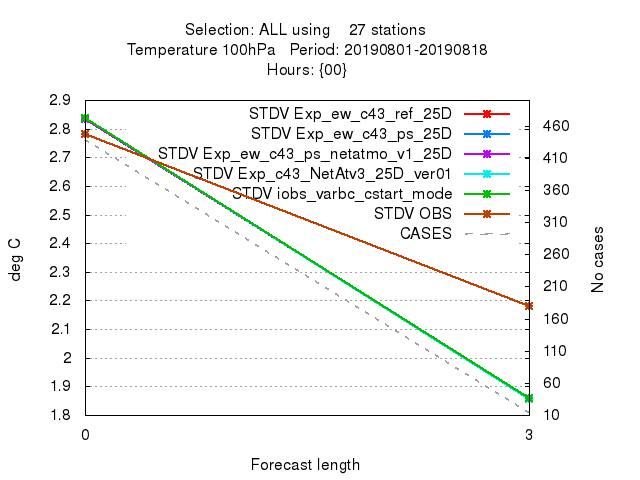 Selection: ALL using    27 stations
Temperature 100hPa   Period: 20190801-20190818
Hours: {00}
STDV Exp_ew_c43_ref_25D
STDV Exp_ew_c43_ps_25D
STDV Exp_ew_c43_ps_netatmo_v1_25D
STDV Exp_c43_NetAtv3_25D_ver01
STDV iobs_varbc_cstart_mode
STDV OBS
CASES
deg C
2.9
2.8
2.7
2.6
2.5
2.4
2.3
2.2
2.1
2
1.9
1.8
460
410
360
310
260
210
160
110
60
10
No cases
0
3
Forecast length